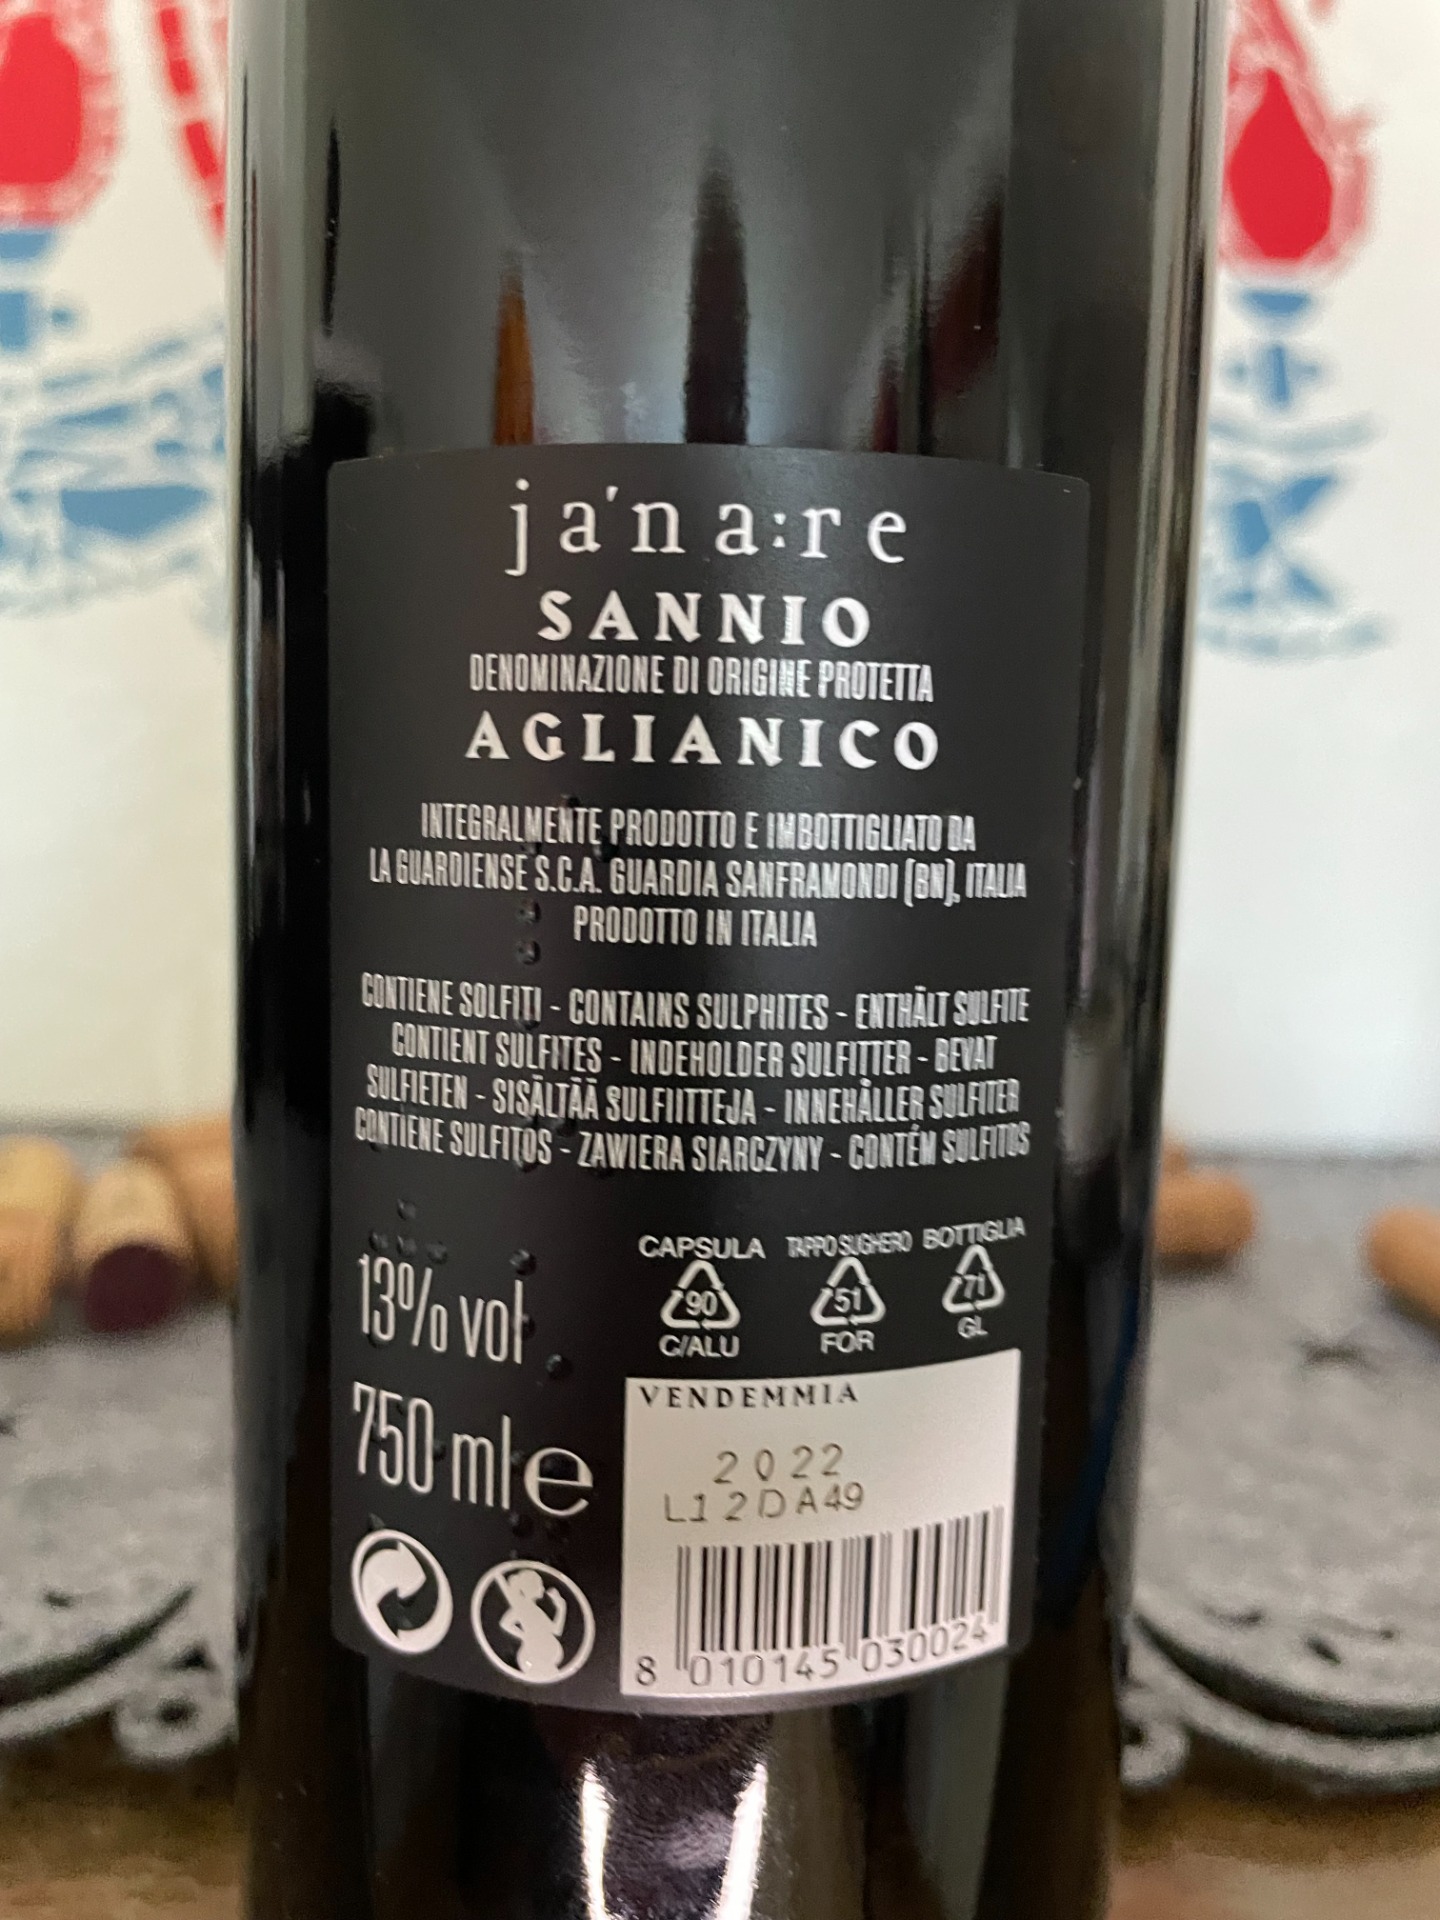 ja'na:re
SANNIO
DENOMINAZIONE DI ORIGINE PROTETTA
AGLIANICO
INTEGRALMENTE PRODOTTO E IMBOTTIGLIATO DA
LA GUARDIENSE S.C.A. GUARDIA SANFRAMONDI (BN), ITALIA
PRODOTTO IN ITALIA
CONTIENE SOLFITI - CONTAINS SULPHITES - ENTHÄLT SULFITE
CONTIENT SULFITES - INDEHOLDER SULFITTER - BEVAT
SULFIETEN - SISÄLTÄÄ SULFIITTEJA - INNEHÅLLER SULFITER
CONTIENE SULFITOS - ZAWIERA SIARCZYNY - CONTÉM SULFITOS
CAPSULA TAPPO SUGHERO BOTTIGLIA
90 51 71
C/ALU FOR GL
13% vol
750 ml e
VENDEMMIA
2022
L12DA49
8 010145 030024